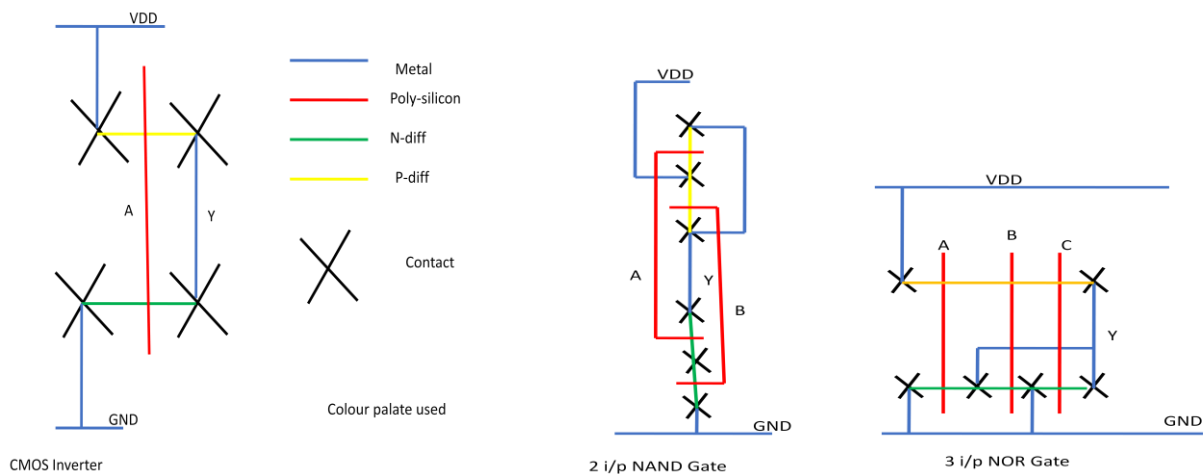 VDD
Metal
Poly-silicon
N-diff
P-diff
A
Y
Contact
GND
Colour palate used
CMOS Inverter
VDD
A
Y
B
GND
2 i/p NAND Gate
VDD
A
B
C
Y
GND
3 i/p NOR Gate